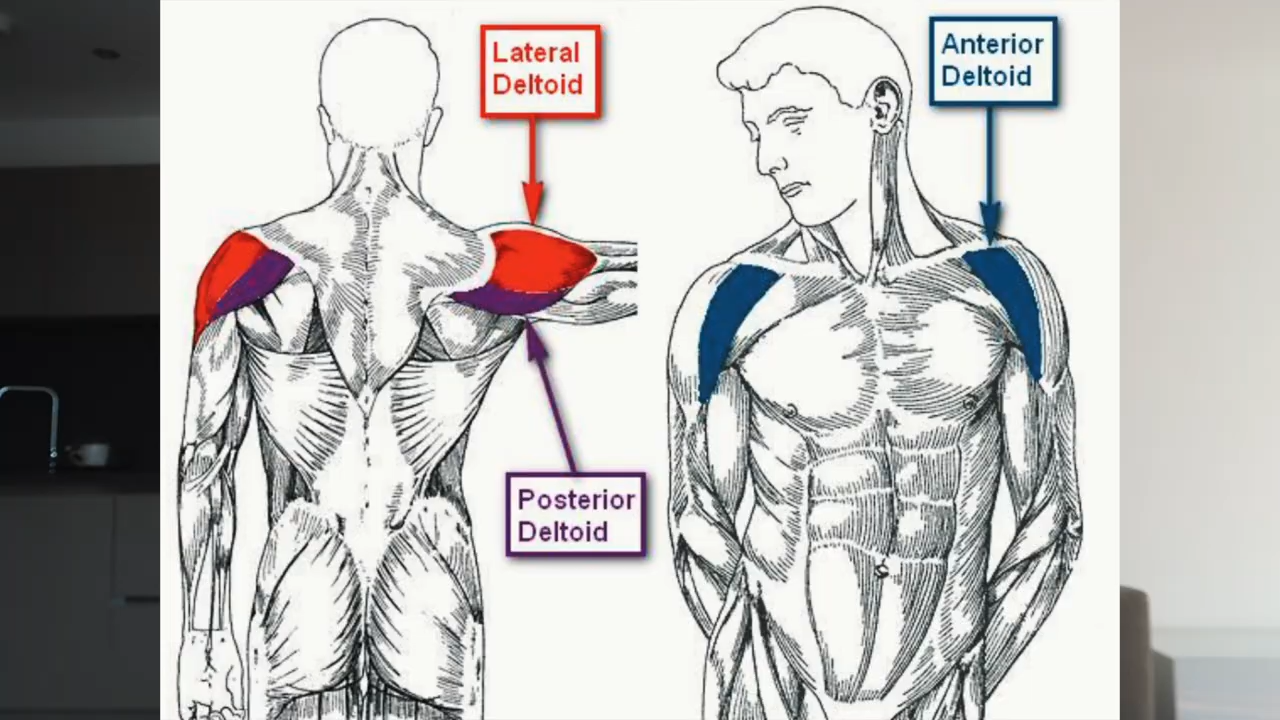 Lateral
Deltoid
Anterior
Deltoid
Posterior
Deltoid